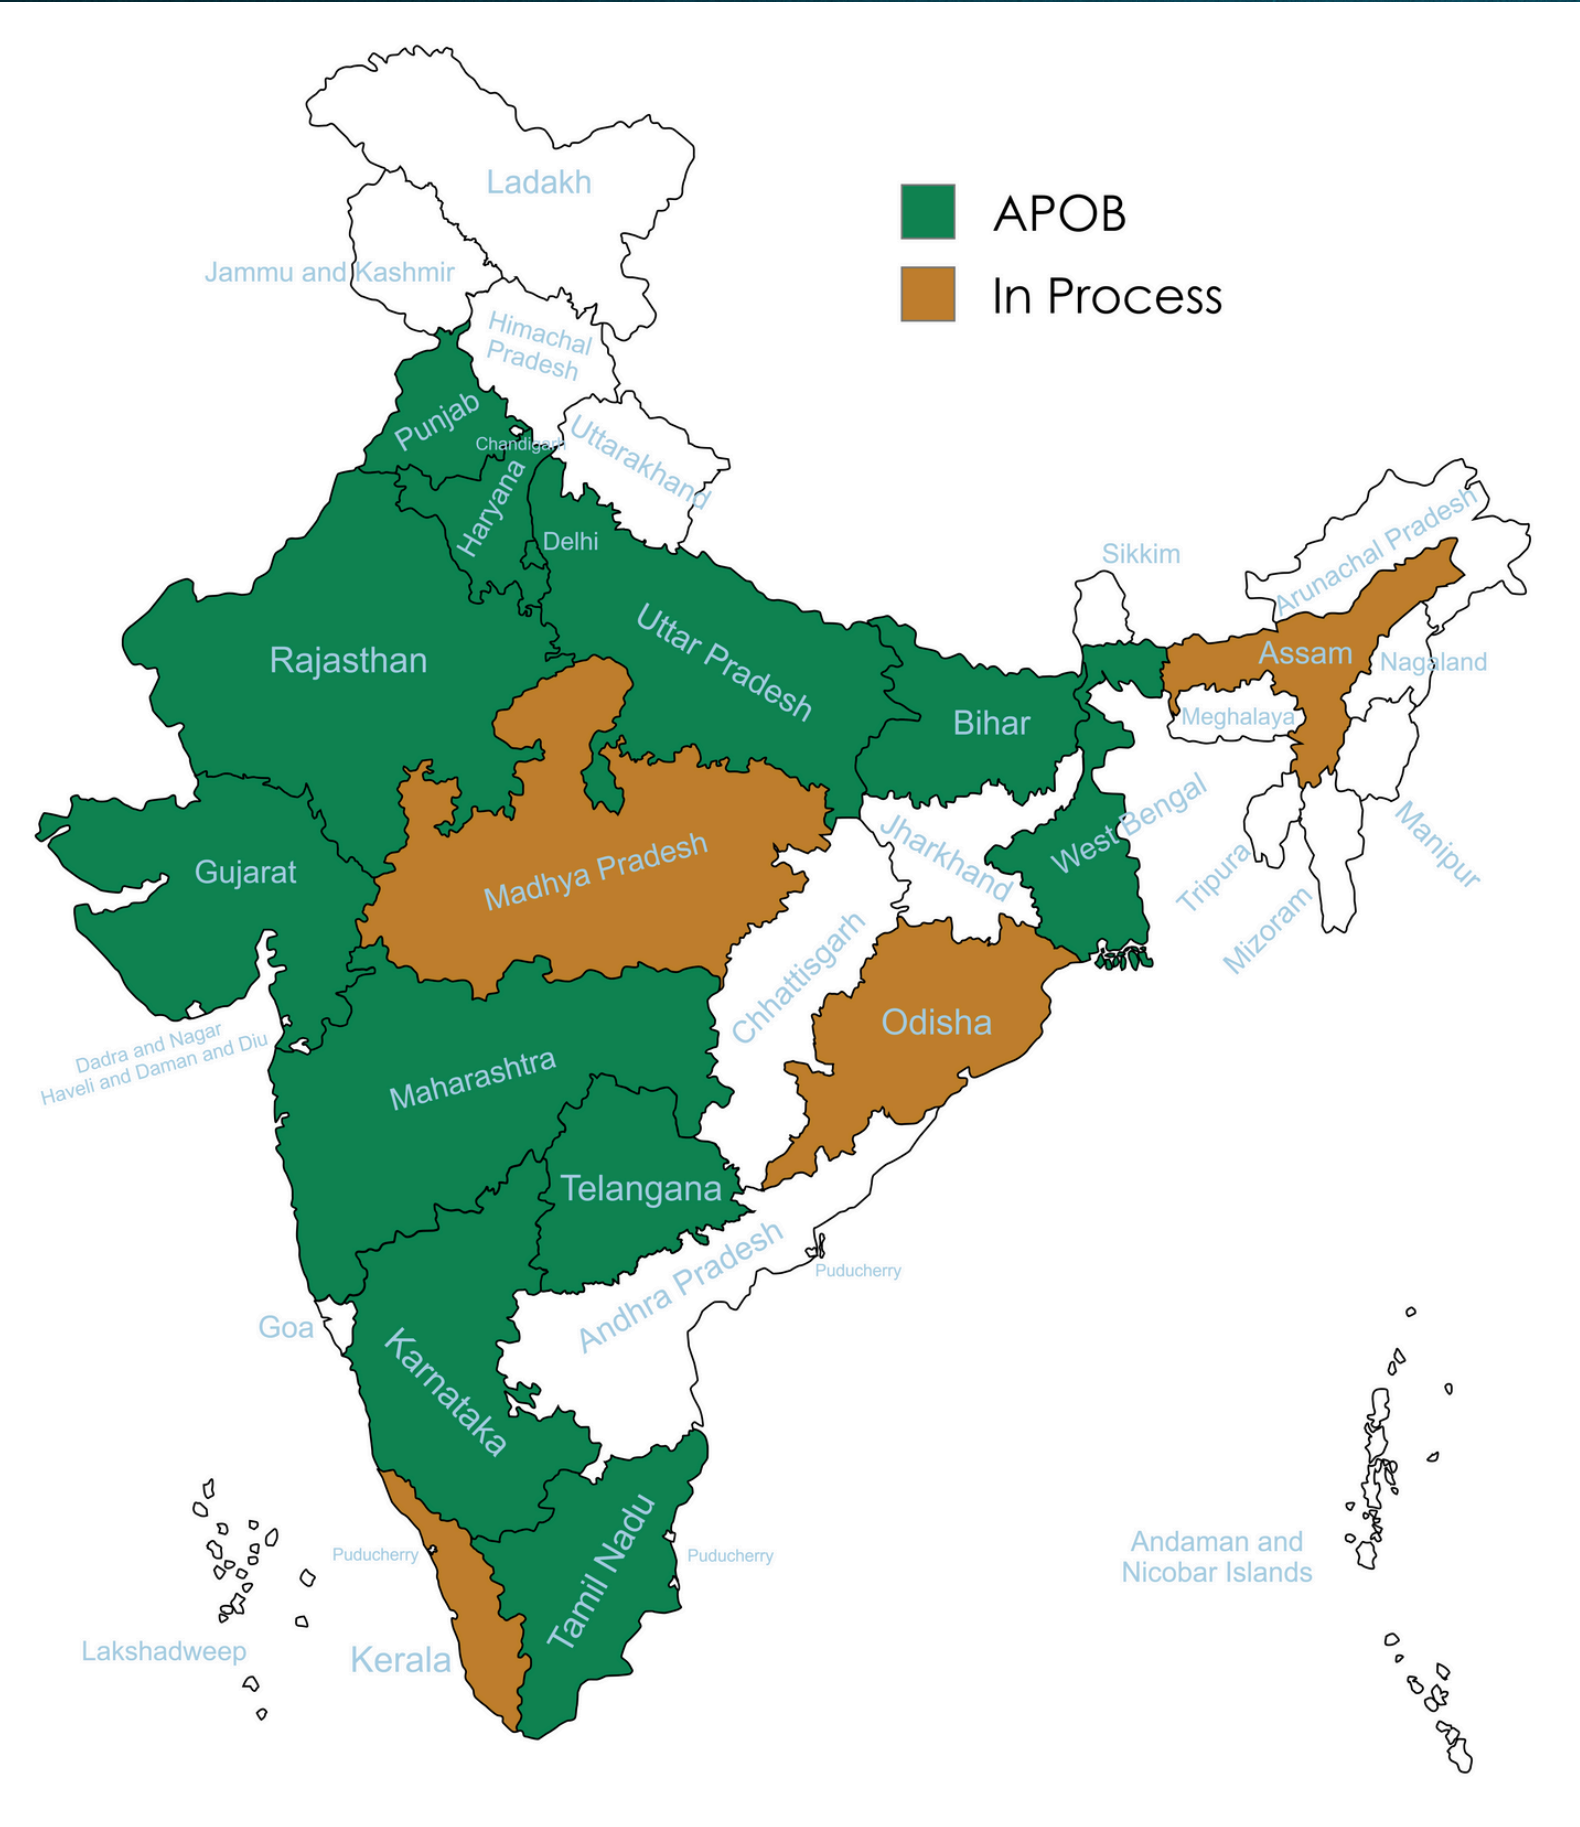 Ladakh
APOB
Jammu and Kashmir
In Process
Himachal
Pradesh
Punjab
Chandigarh
Uttarakhand
Haryana
Delhi
Sikkim
Arunachal Pradesh
Rajasthan
Uttar Pradesh
Bihar
Assam
Nagaland
Meghalaya
Gujarat
Madhya Pradesh
Jharkhand
West Bengal
Tripura
Mizoram
Manipur
Chhattisgarh
Odisha
Dadra and Nagar
Haveli and Daman and Diu
Maharashtra
Telangana
Andhra Pradesh
Puducherry
Goa
Karnataka
Puducherry
Tamil Nadu
Puducherry
Andaman and
Nicobar Islands
Lakshadweep
Kerala